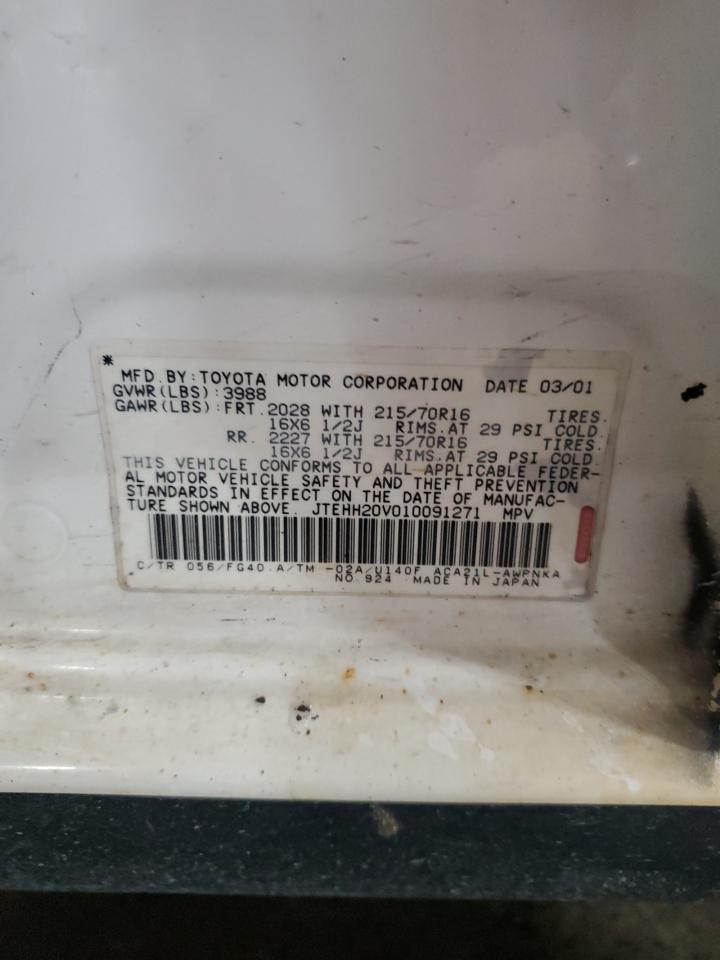 *
MFD.BY:TOYOTA MOTOR CORPORATION DATE 03/01
GVWR(LBS):3988
GAWR(LBS):FRT.2028 WITH 215/70R16 TIRES.
16X6 1/2J RIMS.AT 29 PSI COLD.
RR. 2227 WITH 215/70R16 TIRES.
16X6 1/2J RIMS.AT 29 PSI COLD.
THIS VEHICLE CONFORMS TO ALL APPLICABLE FEDER-
AL MOTOR VEHICLE SAFETY AND THEFT PREVENTION
STANDARDS IN EFFECT ON THE DATE OF MANUFAC-
TURE SHOWN ABOVE. JTEHH20V010091271 MPV
C/TR 056/FG40.A/TM -02A/U140F ACA21L-AWPNKA
NO.924 MADE IN JAPAN